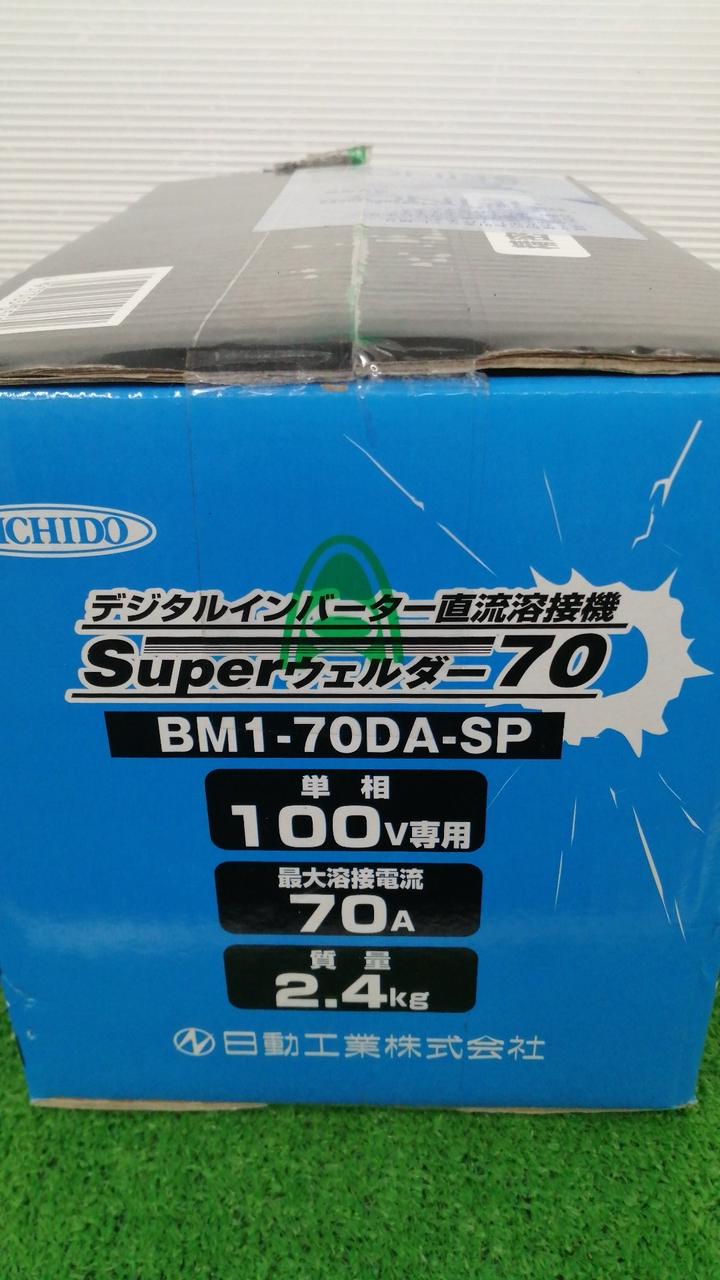 ICHIDO
デジタルインバーター直流溶接機
Superウェルダー70
BM1-70DA-SP
単相
100V専用
最大溶接電流
70A
質量
2.4kg
日動工業株式会社